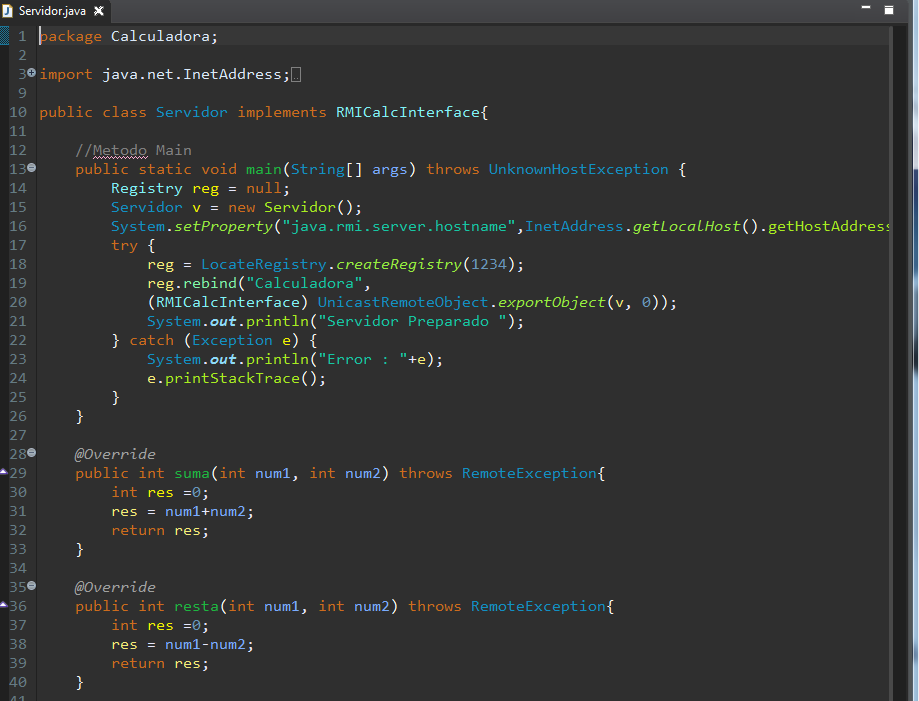 Servidor.java
1 package Calculadora;
2
3 import java.net.InetAddress;
9
10 public class Servidor implements RMICalcInterface{
11
12 //Metodo Main
13 public static void main(String[] args) throws UnknownHostException {
14 Registry reg = null;
15 Servidor v = new Servidor();
16 System.setProperty("java.rmi.server.hostname",InetAddress.getLocalHost().getHostAddress
17 try {
18 reg = LocateRegistry.createRegistry(1234);
19 reg.rebind("Calculadora",
20 (RMICalcInterface) UnicastRemoteObject.exportObject(v, 0));
21 System.out.println("Servidor Preparado ");
22 } catch (Exception e) {
23 System.out.println("Error : "+e);
24 e.printStackTrace();
25 }
26 }
27
28 @Override
29 public int suma(int num1, int num2) throws RemoteException{
30 int res =0;
31 res = num1+num2;
32 return res;
33 }
34
35 @Override
36 public int resta(int num1, int num2) throws RemoteException{
37 int res =0;
38 res = num1-num2;
39 return res;
40 }
41